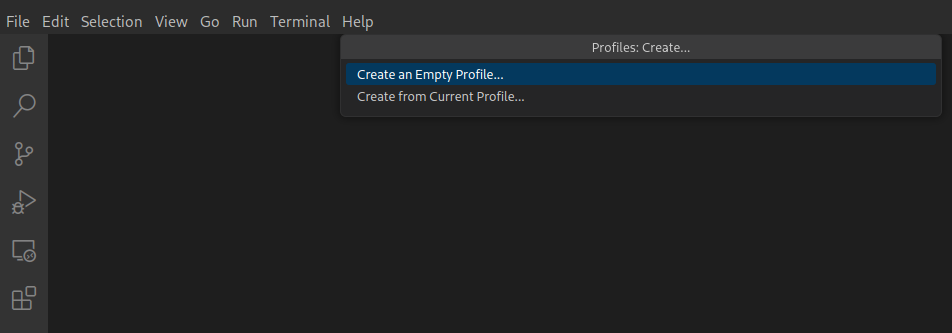 File Edit Selection View Go Run Terminal Help
Profiles: Create...
Create an Empty Profile...
Create from Current Profile...